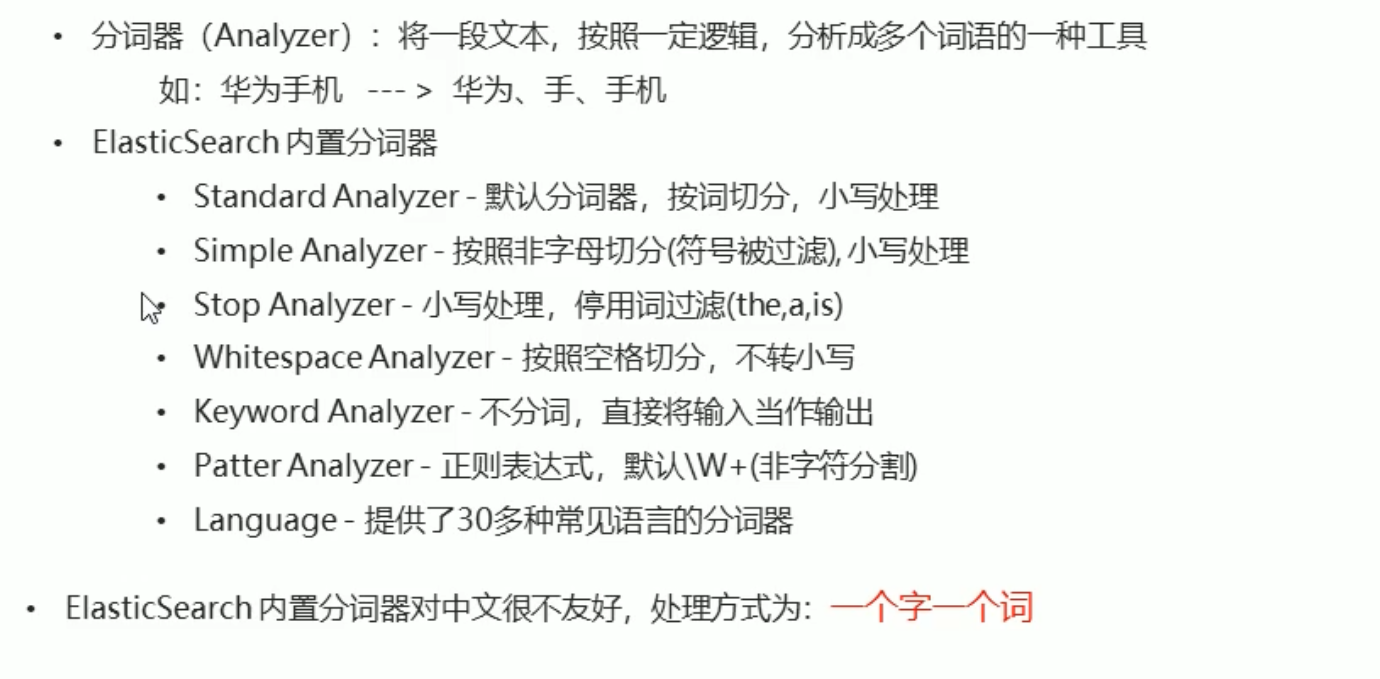 • 分词器（Analyzer）：将一段文本，按照一定逻辑，分析成多个词语的一种工具
如：华为手机 --- > 华为、手、手机
• ElasticSearch 内置分词器
• Standard Analyzer - 默认分词器，按词切分，小写处理
• Simple Analyzer - 按照非字母切分(符号被过滤),小写处理
• Stop Analyzer - 小写处理，停用词过滤(the,a,is)
• Whitespace Analyzer - 按照空格切分，不转小写
• Keyword Analyzer - 不分词，直接将输入当作输出
• Patter Analyzer - 正则表达式，默认\W+(非字符分割)
• Language - 提供了30多种常见语言的分词器
• ElasticSearch 内置分词器对中文很不友好，处理方式为：一个字一个词